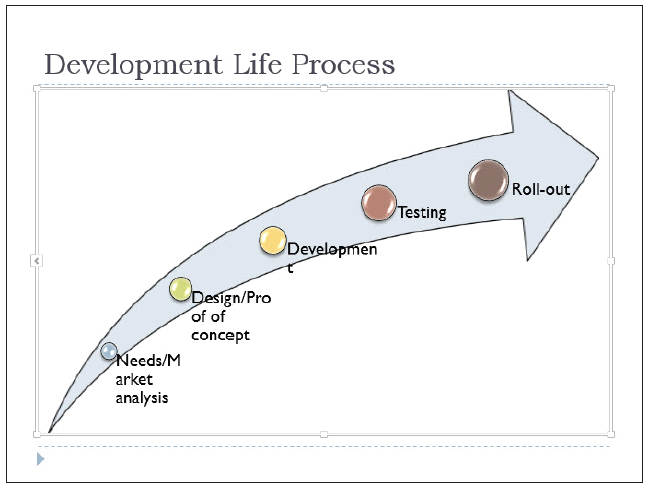 Development Life Process
Roll-out
Testing
Developmen
t
Design/Pro
of of
concept
Needs/M
arket
analysis